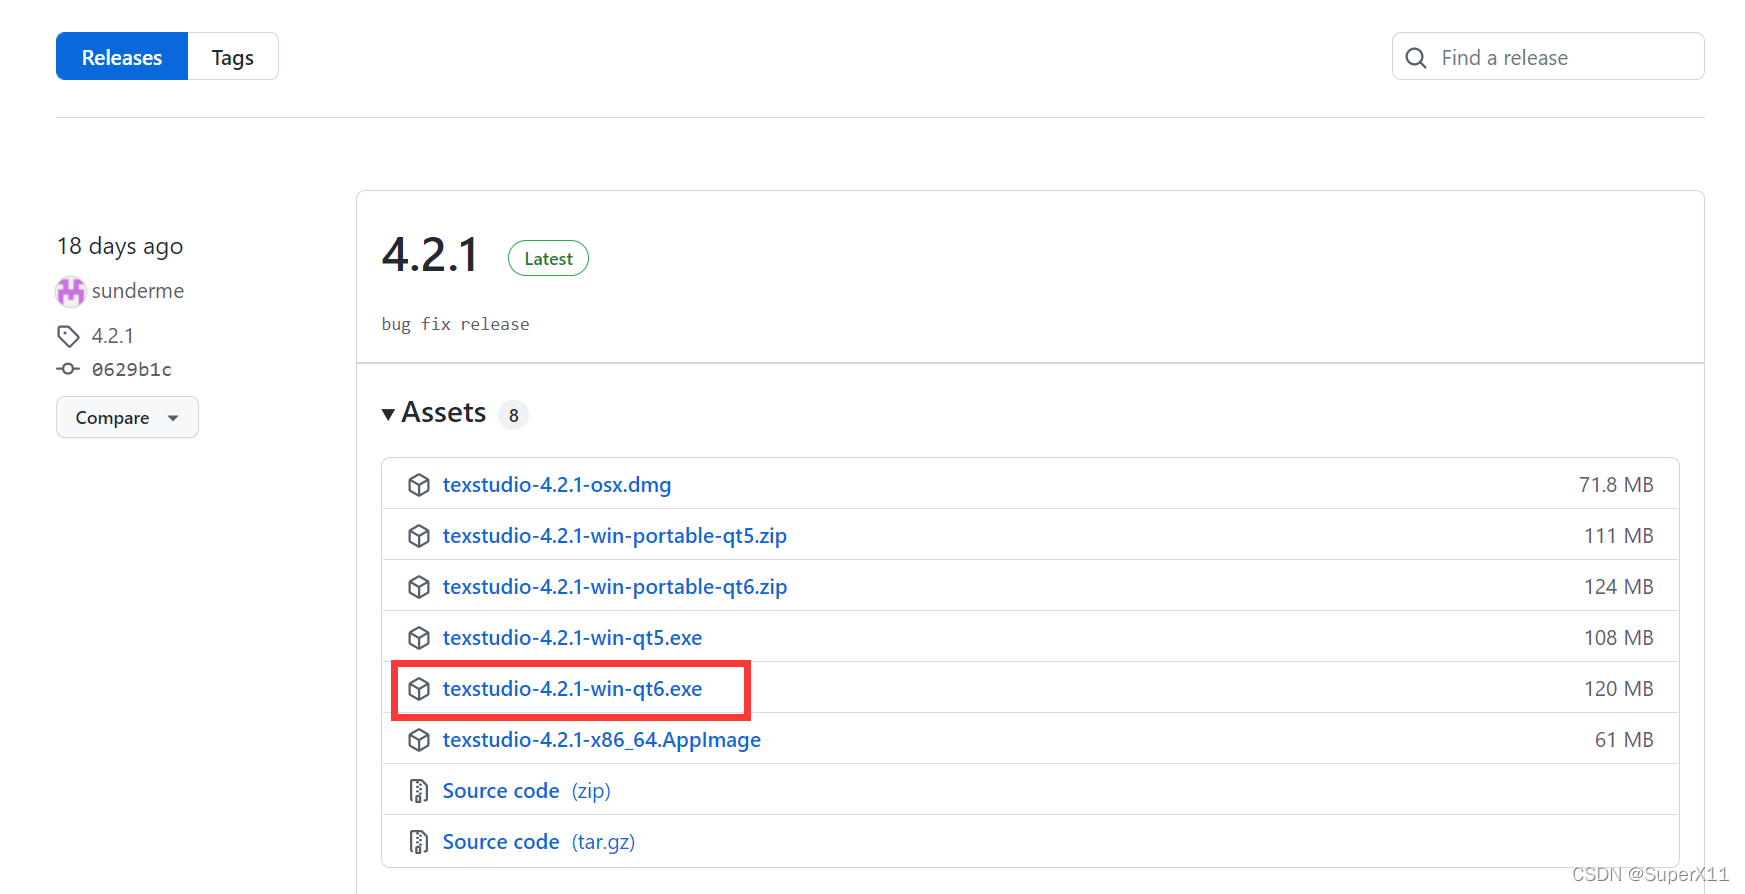 Releases Tags Find a release
18 days ago
sunderme
4.2.1
0629b1c
Compare
4.2.1 Latest
bug fix release
Assets 8
texstudio-4.2.1-osx.dmg 71.8 MB
texstudio-4.2.1-win-portable-qt5.zip 111 MB
texstudio-4.2.1-win-portable-qt6.zip 124 MB
texstudio-4.2.1-win-qt5.exe 108 MB
texstudio-4.2.1-win-qt6.exe 120 MB
texstudio-4.2.1-x86_64.AppImage 61 MB
Source code (zip)
Source code (tar.gz)
CSDN @SuperX11